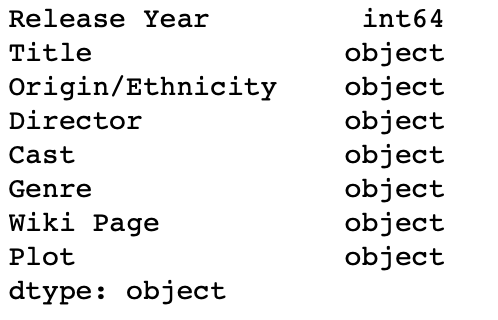 Release Year int64
Title object
Origin/Ethnicity object
Director object
Cast object
Genre object
Wiki Page object
Plot object
dtype: object